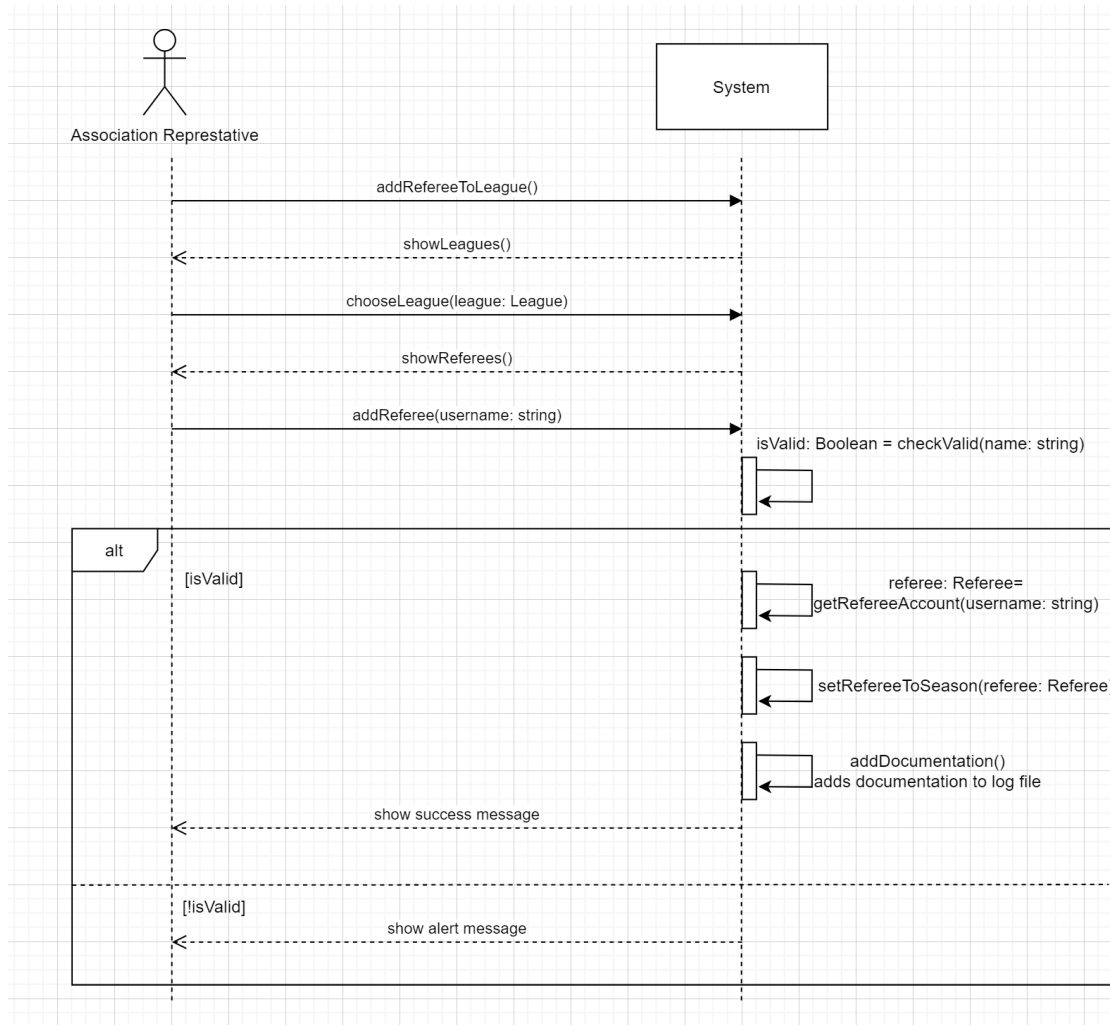 Association Represtative
System
addRefereeToLeague()
showLeagues()
chooseLeague(league: League)
showReferees()
addReferee(username: string)
isValid: Boolean = checkValid(name: string)
alt
[isValid]
referee: Referee=
getRefereeAccount(username: string)
setRefereeToSeason(referee: Referee)
addDocumentation()
adds documentation to log file
show success message
[!isValid]
show alert message